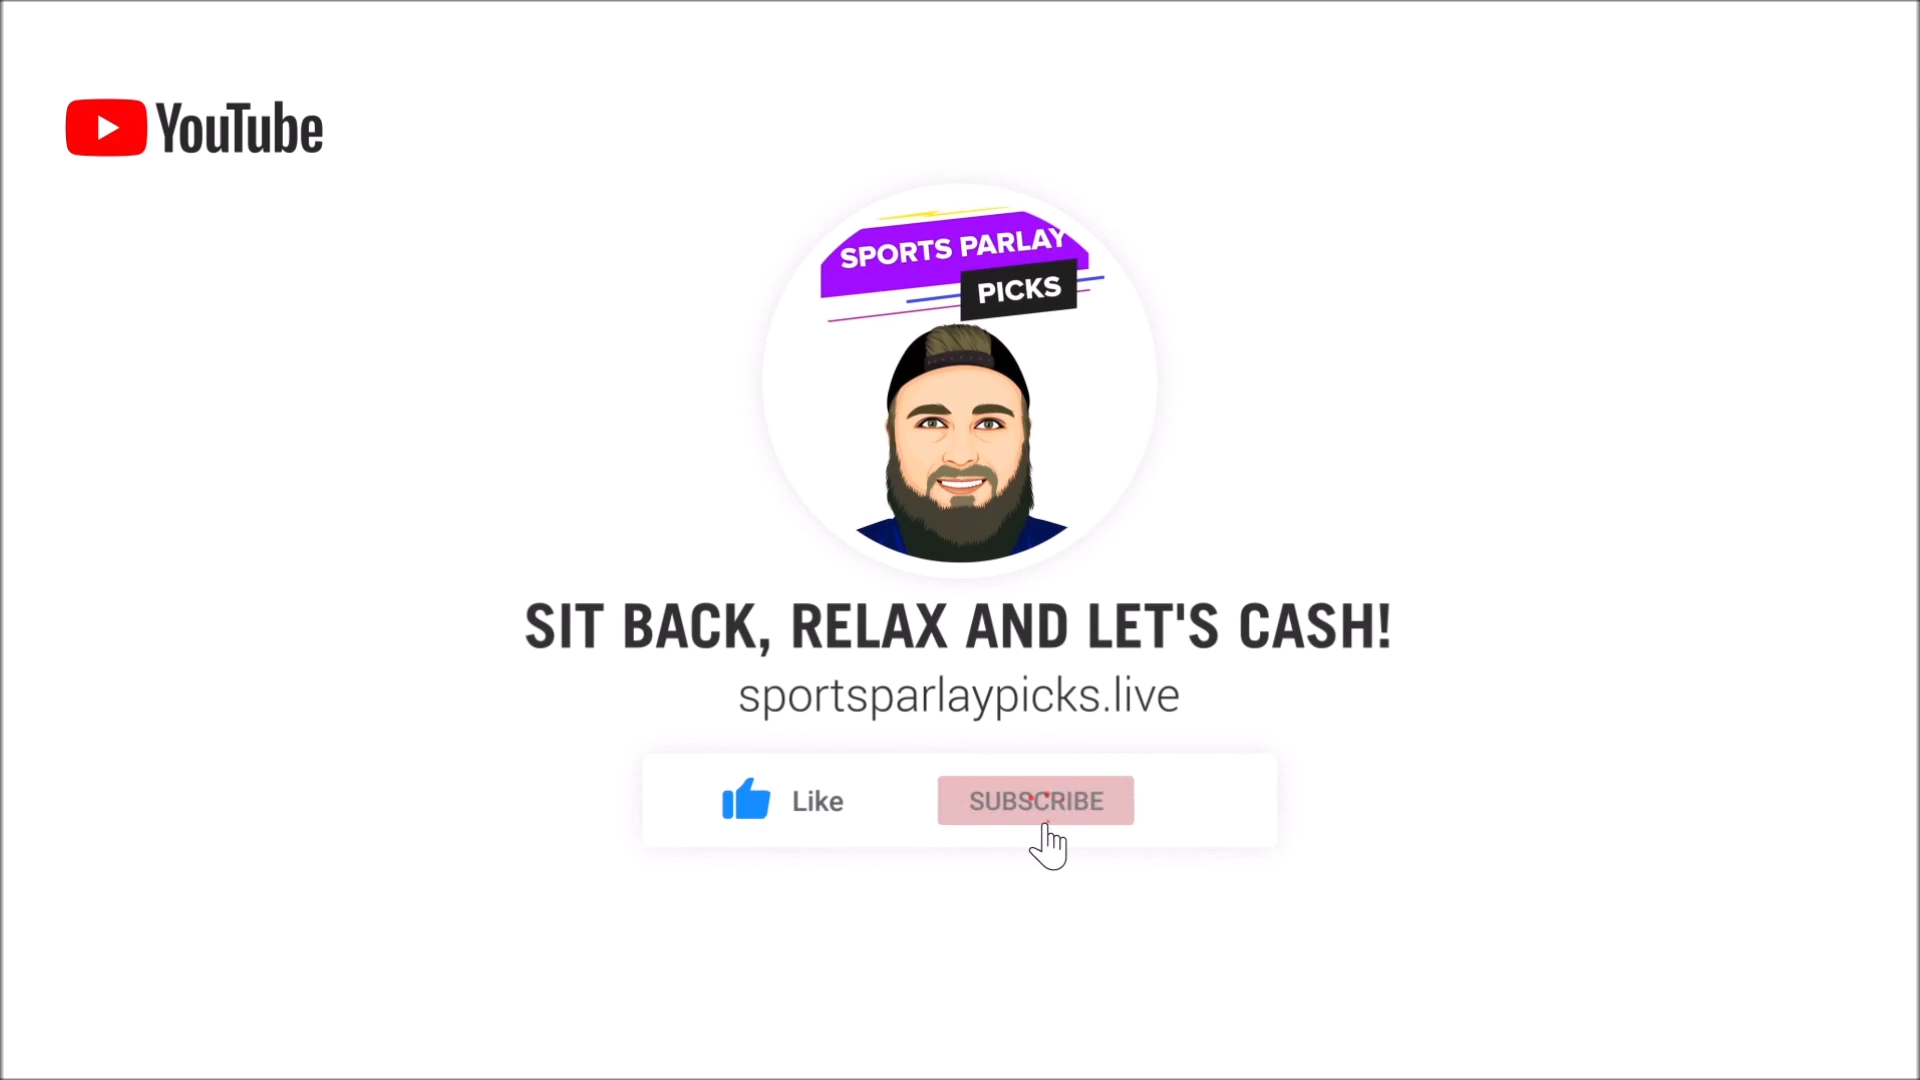 YouTube
SPORTS PARLAY
PICKS
SIT BACK, RELAX AND LET'S CASH!
sportsparlaypicks.live
Like
SUBSCRIBE